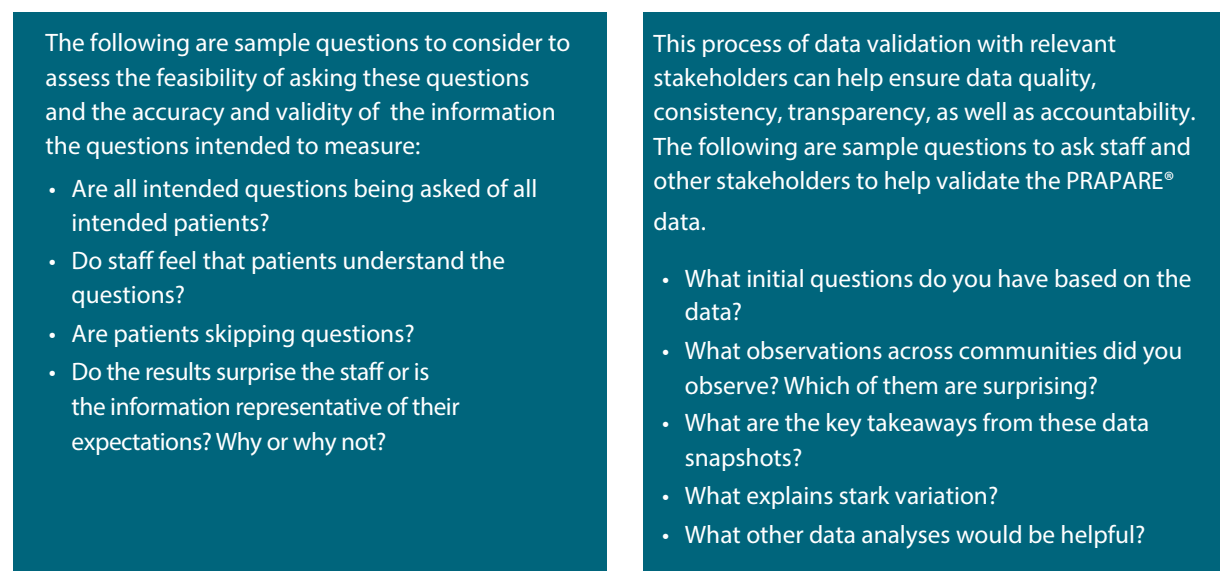 The following are sample questions to consider to
assess the feasibility of asking these questions
and the accuracy and validity of the information
the questions intended to measure:
• Are all intended questions being asked of all
intended patients?
• Do staff feel that patients understand the
questions?
• Are patients skipping questions?
• Do the results surprise the staff or is
the information representative of their
expectations? Why or why not?
This process of data validation with relevant
stakeholders can help ensure data quality,
consistency, transparency, as well as accountability.
The following are sample questions to ask staff and
other stakeholders to help validate the PRAPARE®
data.
• What initial questions do you have based on the
data?
• What observations across communities did you
observe? Which of them are surprising?
• What are the key takeaways from these data
snapshots?
• What explains stark variation?
• What other data analyses would be helpful?